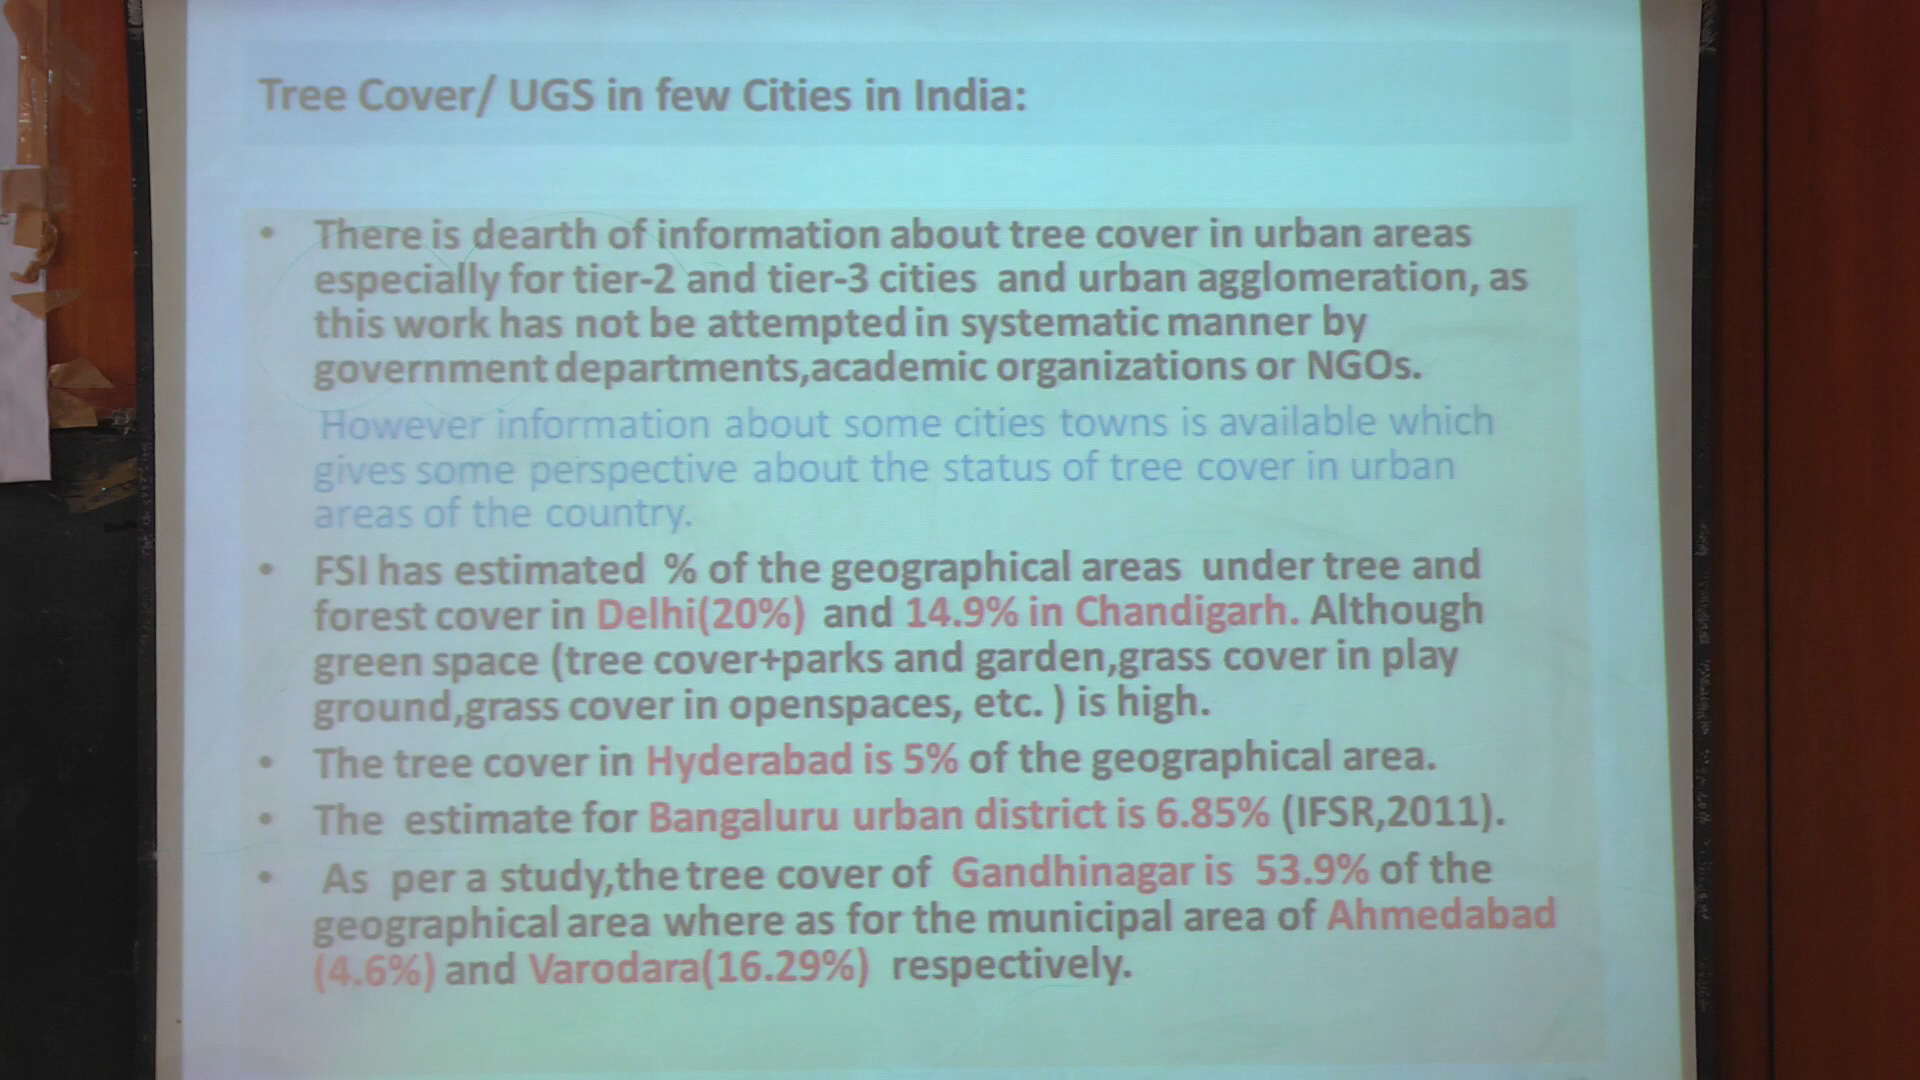 Tree Cover/ UGS in few Cities in India:
• There is dearth of information about tree cover in urban areas
especially for tier-2 and tier-3 cities and urban agglomeration, as
this work has not be attempted in systematic manner by
government departments,academic organizations or NGOs.
However information about some cities towns is available which
gives some perspective about the status of tree cover in urban
areas of the country.
• FSI has estimated % of the geographical areas under tree and
forest cover in Delhi(20%) and 14.9% in Chandigarh. Although
green space (tree cover+parks and garden,grass cover in play
ground,grass cover in openspaces, etc. ) is high.
• The tree cover in Hyderabad is 5% of the geographical area.
• The estimate for Bangaluru urban district is 6.85% (IFSR,2011).
• As per a study,the tree cover of Gandhinagar is 53.9% of the
geographical area where as for the municipal area of Ahmedabad
(4.6%) and Varodara(16.29%) respectively.